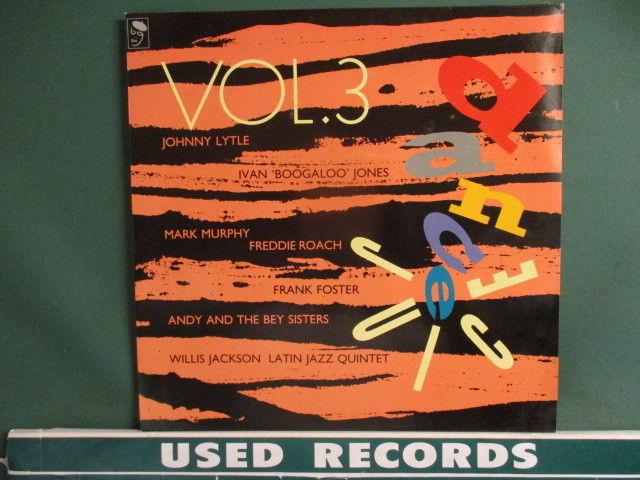 VOL.3
JOHNNY LYTLE
IVAN 'BOOGALOO' JONES
MARK MURPHY
FREDDIE ROACH
FRANK FOSTER
ANDY AND THE BEY SISTERS
WILLIS JACKSON LATIN JAZZ QUINTET
dance
JUICE
USED RECORDS